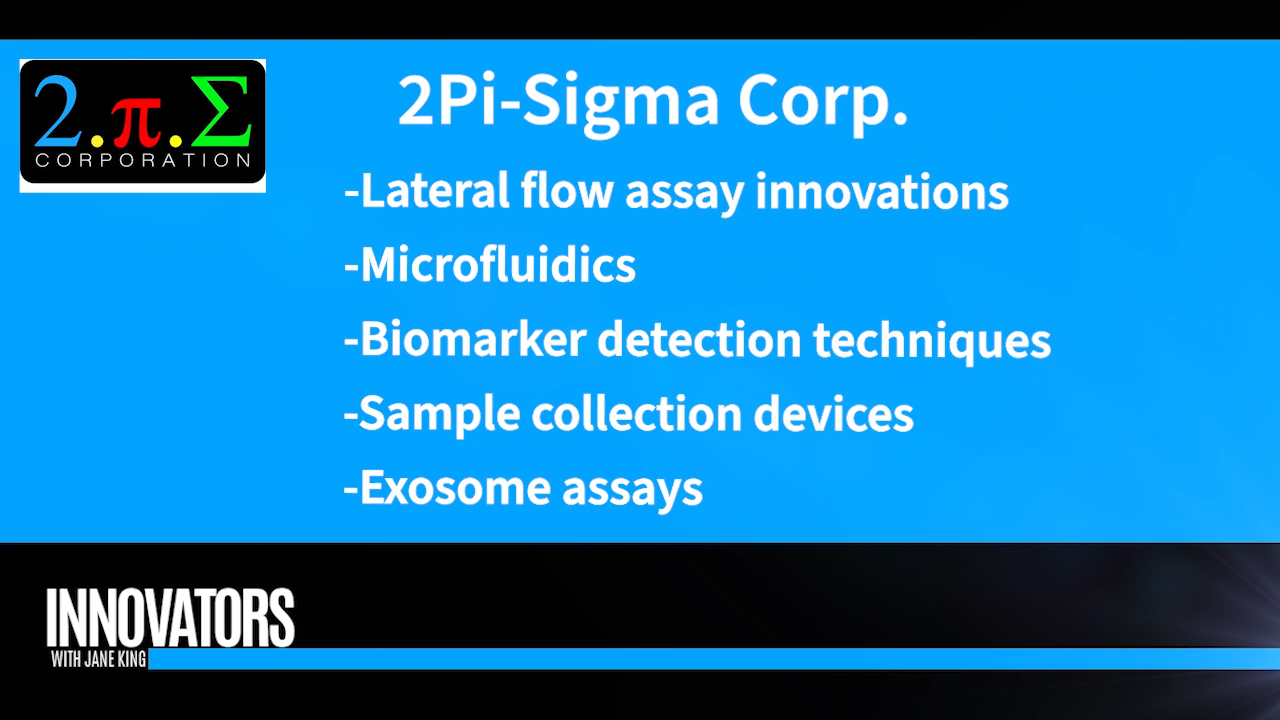 2.π.Σ
CORPORATION
2Pi-Sigma Corp.
-Lateral flow assay innovations
-Microfluidics
-Biomarker detection techniques
-Sample collection devices
-Exosome assays
INNOVATORS
WITH JANE KING